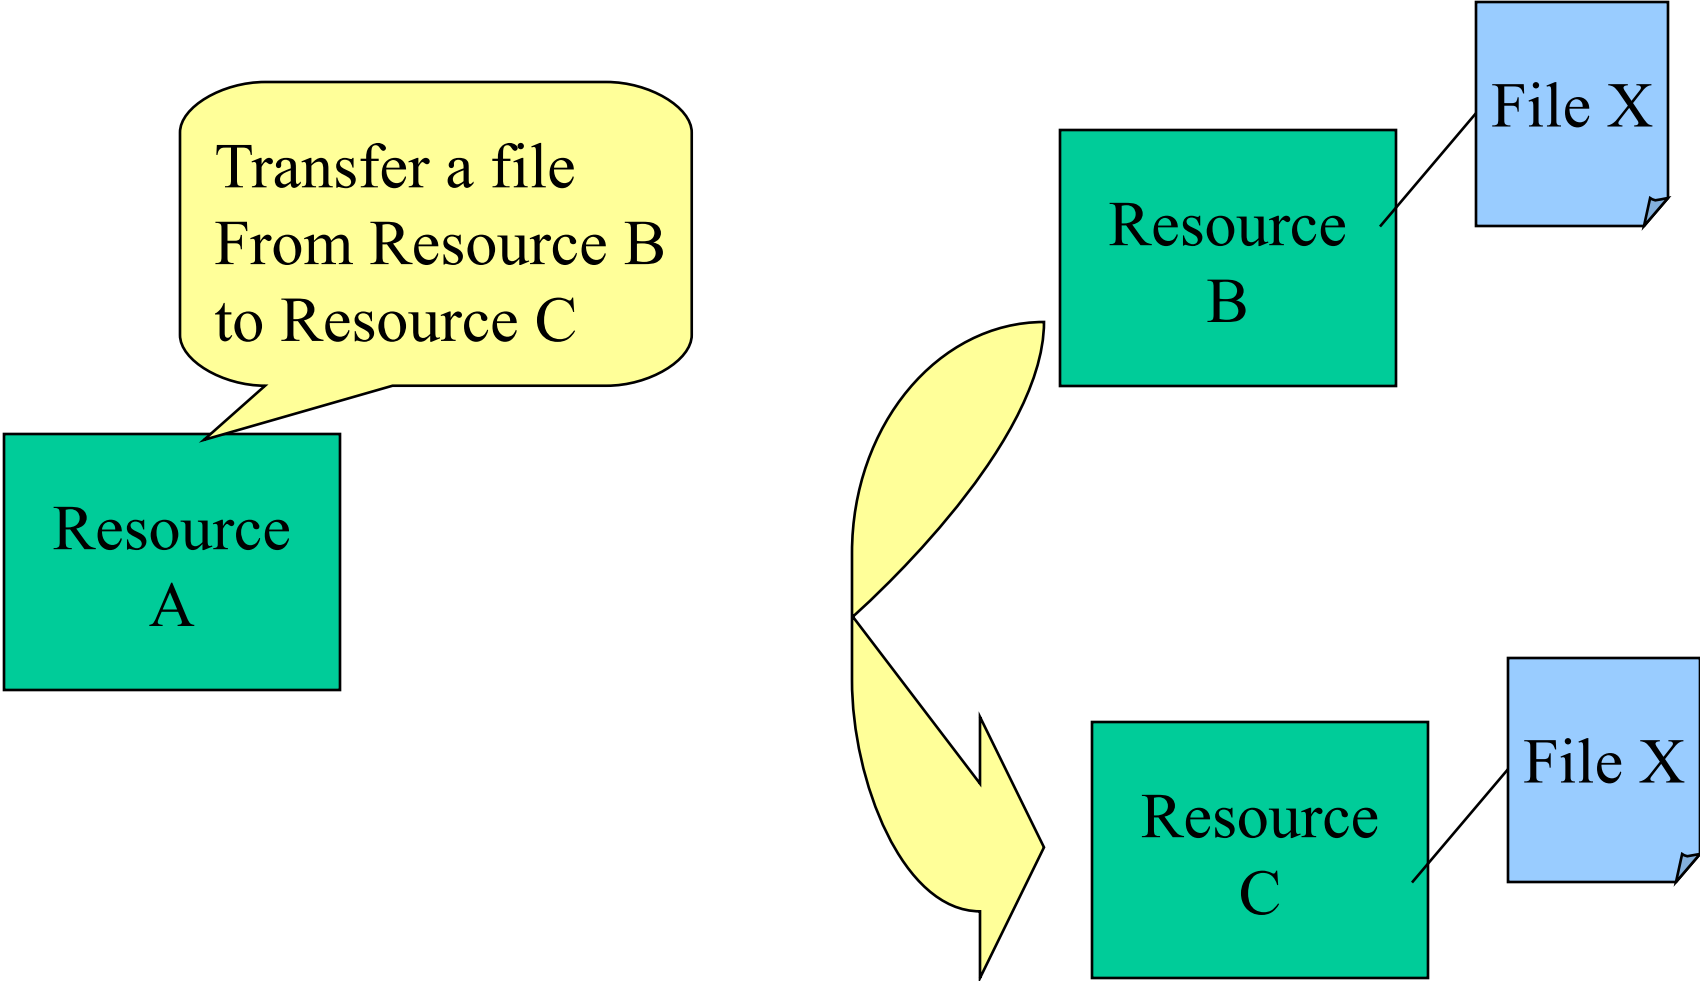 Transfer a file
From Resource B
to Resource C
Resource
A
Resource
B
File X
Resource
C
File X